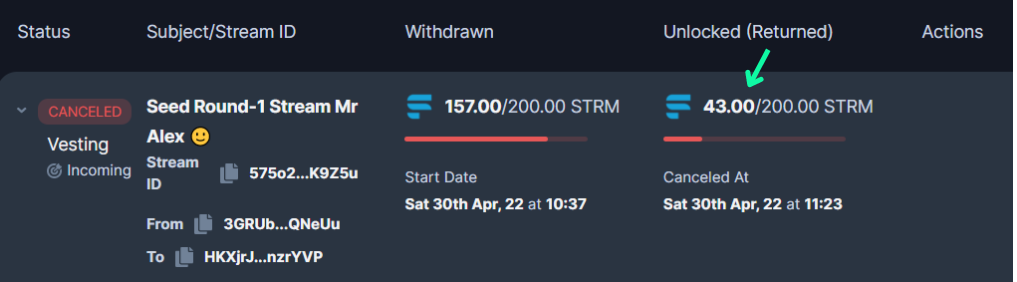 Status Subject/Stream ID Withdrawn Unlocked (Returned) Actions
CANCELED
Vesting
Incoming
Seed Round-1 Stream Mr
Alex 🙂
Stream
ID
575o2...K9Z5u
From 3GRUb...QNeUu
To HKXjrJ...nzrYVP
157.00/200.00 STRM
Start Date
Sat 30th Apr, 22 at 10:37
43.00/200.00 STRM
Canceled At
Sat 30th Apr, 22 at 11:23